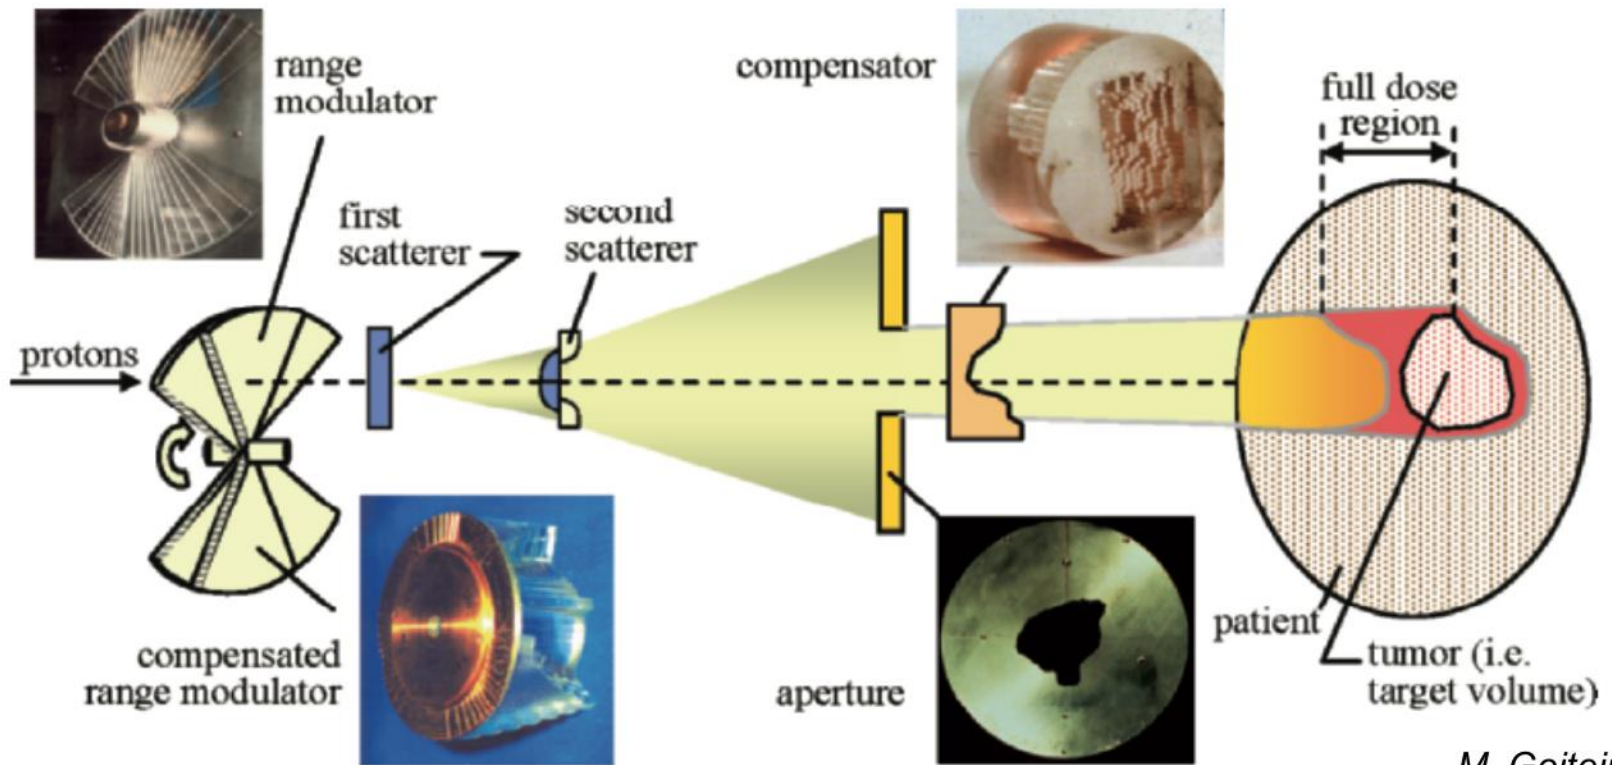 range
modulator
compensator
full dose
region
first
scatterer
second
scatterer
protons
compensated
range modulator
aperture
patient
tumor (i.e.
target volume)
M. Goitein